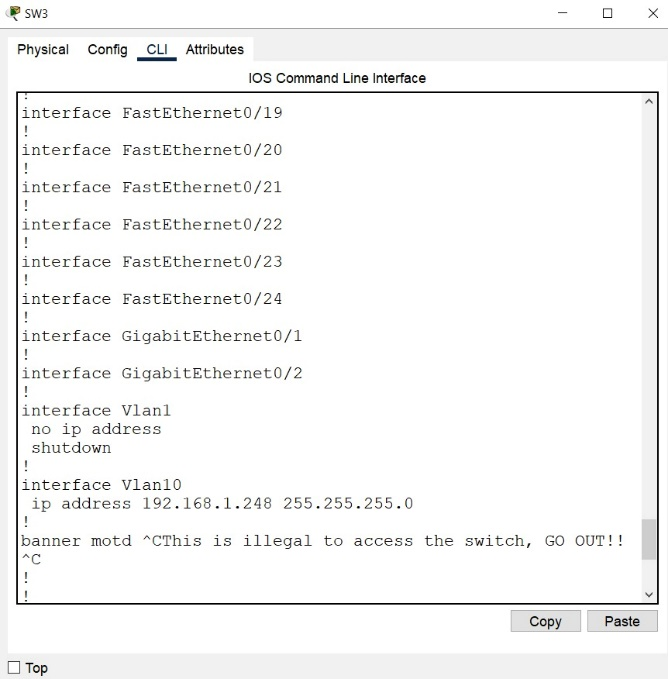 SW3
Physical Config CLI Attributes
IOS Command Line Interface
!
interface FastEthernet0/19
!
interface FastEthernet0/20
!
interface FastEthernet0/21
!
interface FastEthernet0/22
!
interface FastEthernet0/23
!
interface FastEthernet0/24
!
interface GigabitEthernet0/1
!
interface GigabitEthernet0/2
!
interface Vlan1
 no ip address
 shutdown
!
interface Vlan10
 ip address 192.168.1.248 255.255.255.0
!
banner motd ^CThis is illegal to access the switch, GO OUT!!
^C
!
!
Copy Paste
Top